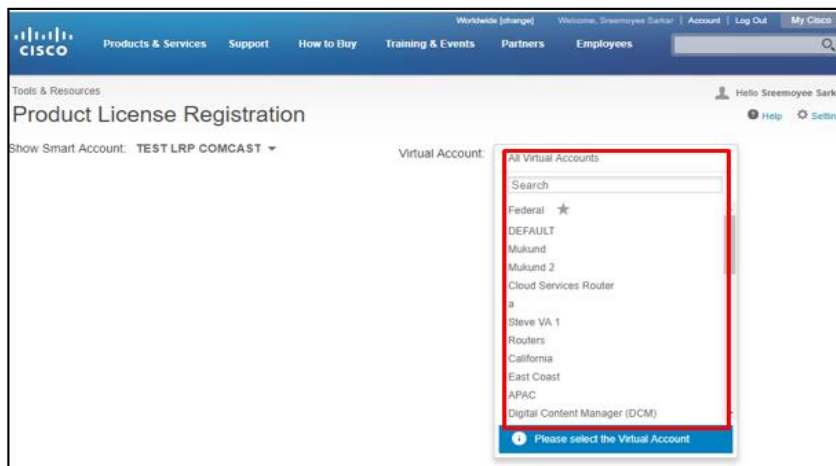 Worldwide [change] Welcome, Sreemoyee Sarkar | Account | Log Out My Cisco
CISCO Products & Services Support How to Buy Training & Events Partners Employees
Tools & Resources
Hello Sreemoyee Sark
Product License Registration
Help Settin
Show Smart Account: TEST LRP COMCAST
Virtual Account:
All Virtual Accounts
Search
Federal
DEFAULT
Mukund
Mukund 2
Cloud Services Router
a
Steve VA 1
Routers
California
East Coast
APAC
Digital Content Manager (DCM)
Please select the Virtual Account